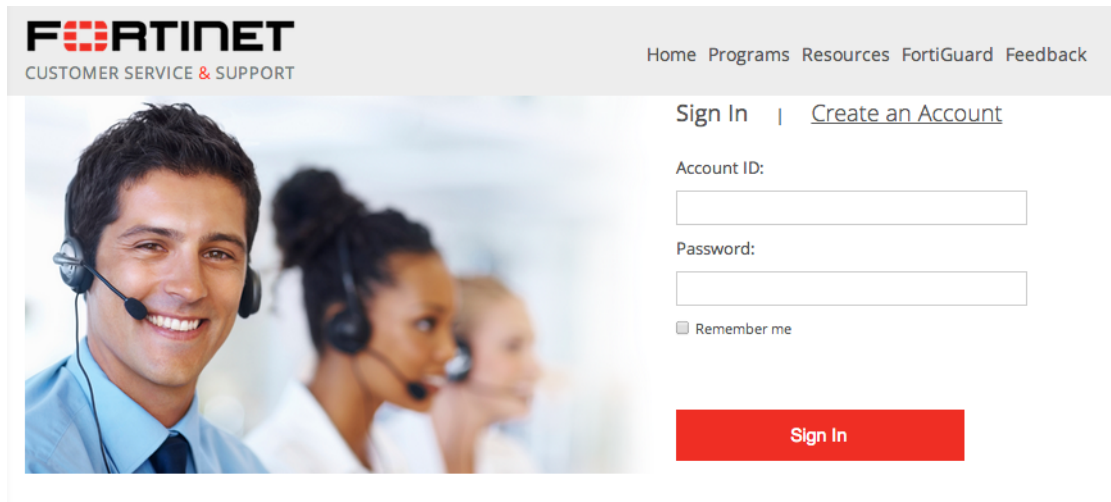 FORTINET
CUSTOMER SERVICE & SUPPORT
Home Programs Resources FortiGuard Feedback
Sign In | Create an Account
Account ID:
Password:
Remember me
Sign In